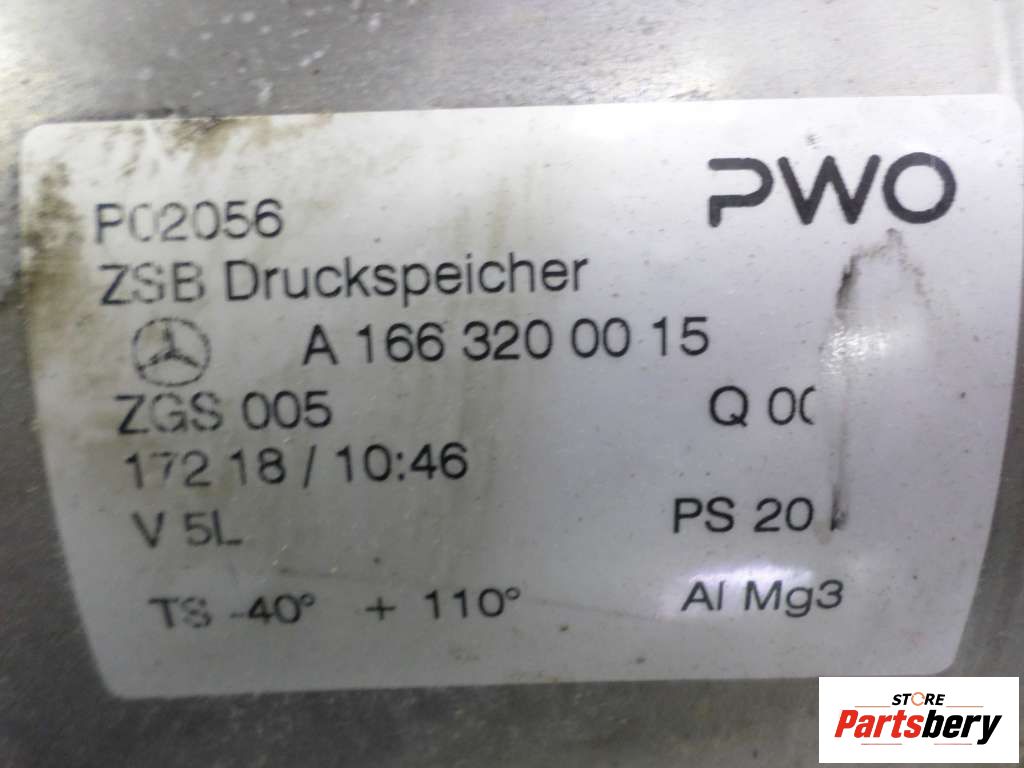 PWO
P02056
ZSB Druckspeicher
A 166 320 00 15
ZGS 005
Q 00
172 18 / 10:46
V 5L
PS 20
TS -40° + 110°
Al Mg3
STORE
Partsbery